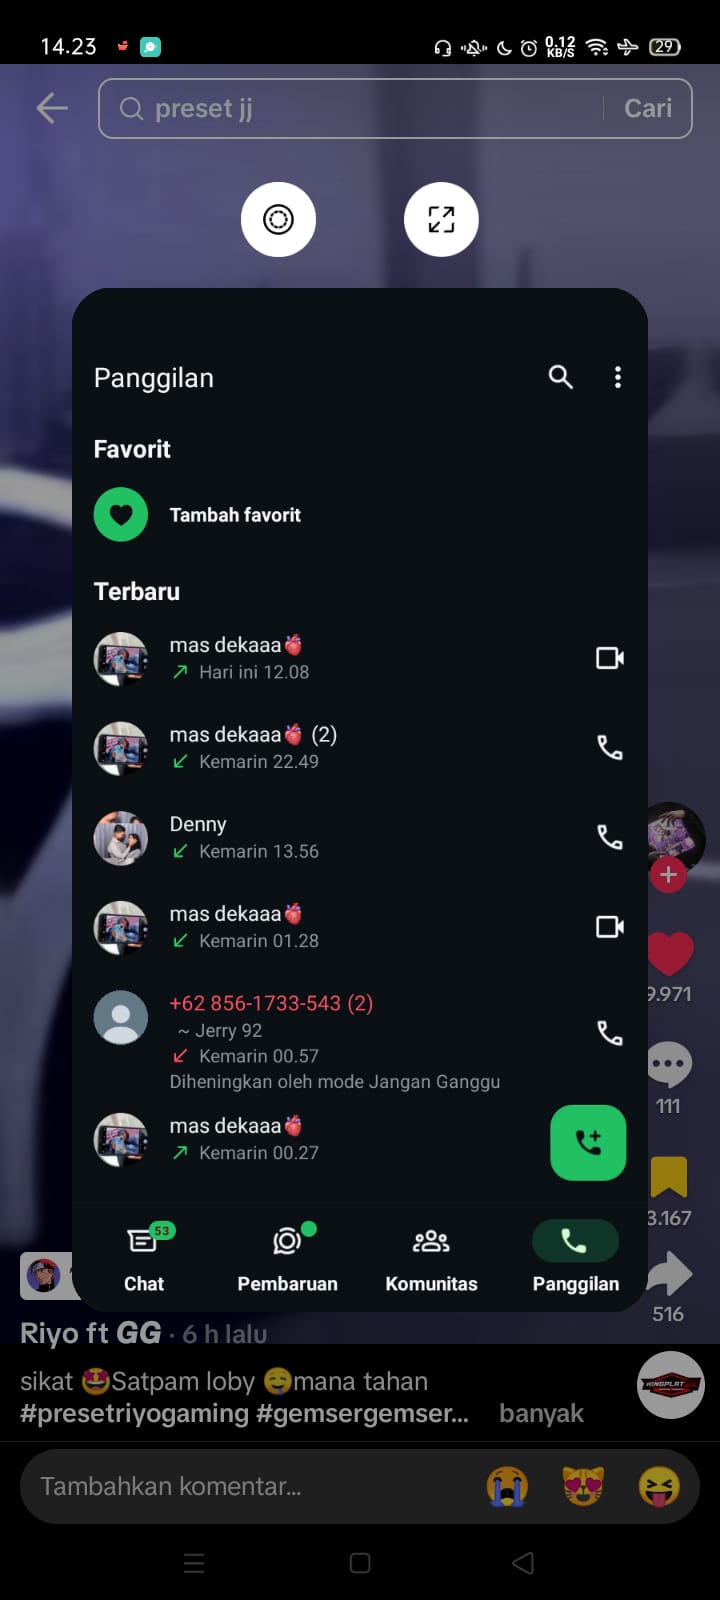 14.23
0.12
KB/S
29
preset jj
Cari
Panggilan
Favorit
Tambah favorit
Terbaru
mas dekaaa🫀
Hari ini 12.08
mas dekaaa🫀 (2)
Kemarin 22.49
Denny
Kemarin 13.56
mas dekaaa🫀
Kemarin 01.28
9.971
+62 856-1733-543 (2)
~ Jerry 92
Kemarin 00.57
Diheningkan oleh mode Jangan Ganggu
111
mas dekaaa🫀
Kemarin 00.27
3.167
53
Chat
Pembaruan
Komunitas
Panggilan
516
Riyo ft GG · 6 h lalu
sikat 🤩Satpam loby 🤤mana tahan
#presetriyogaming #gemsergemser... banyak
KINGPLAT
Tambahkan komentar...